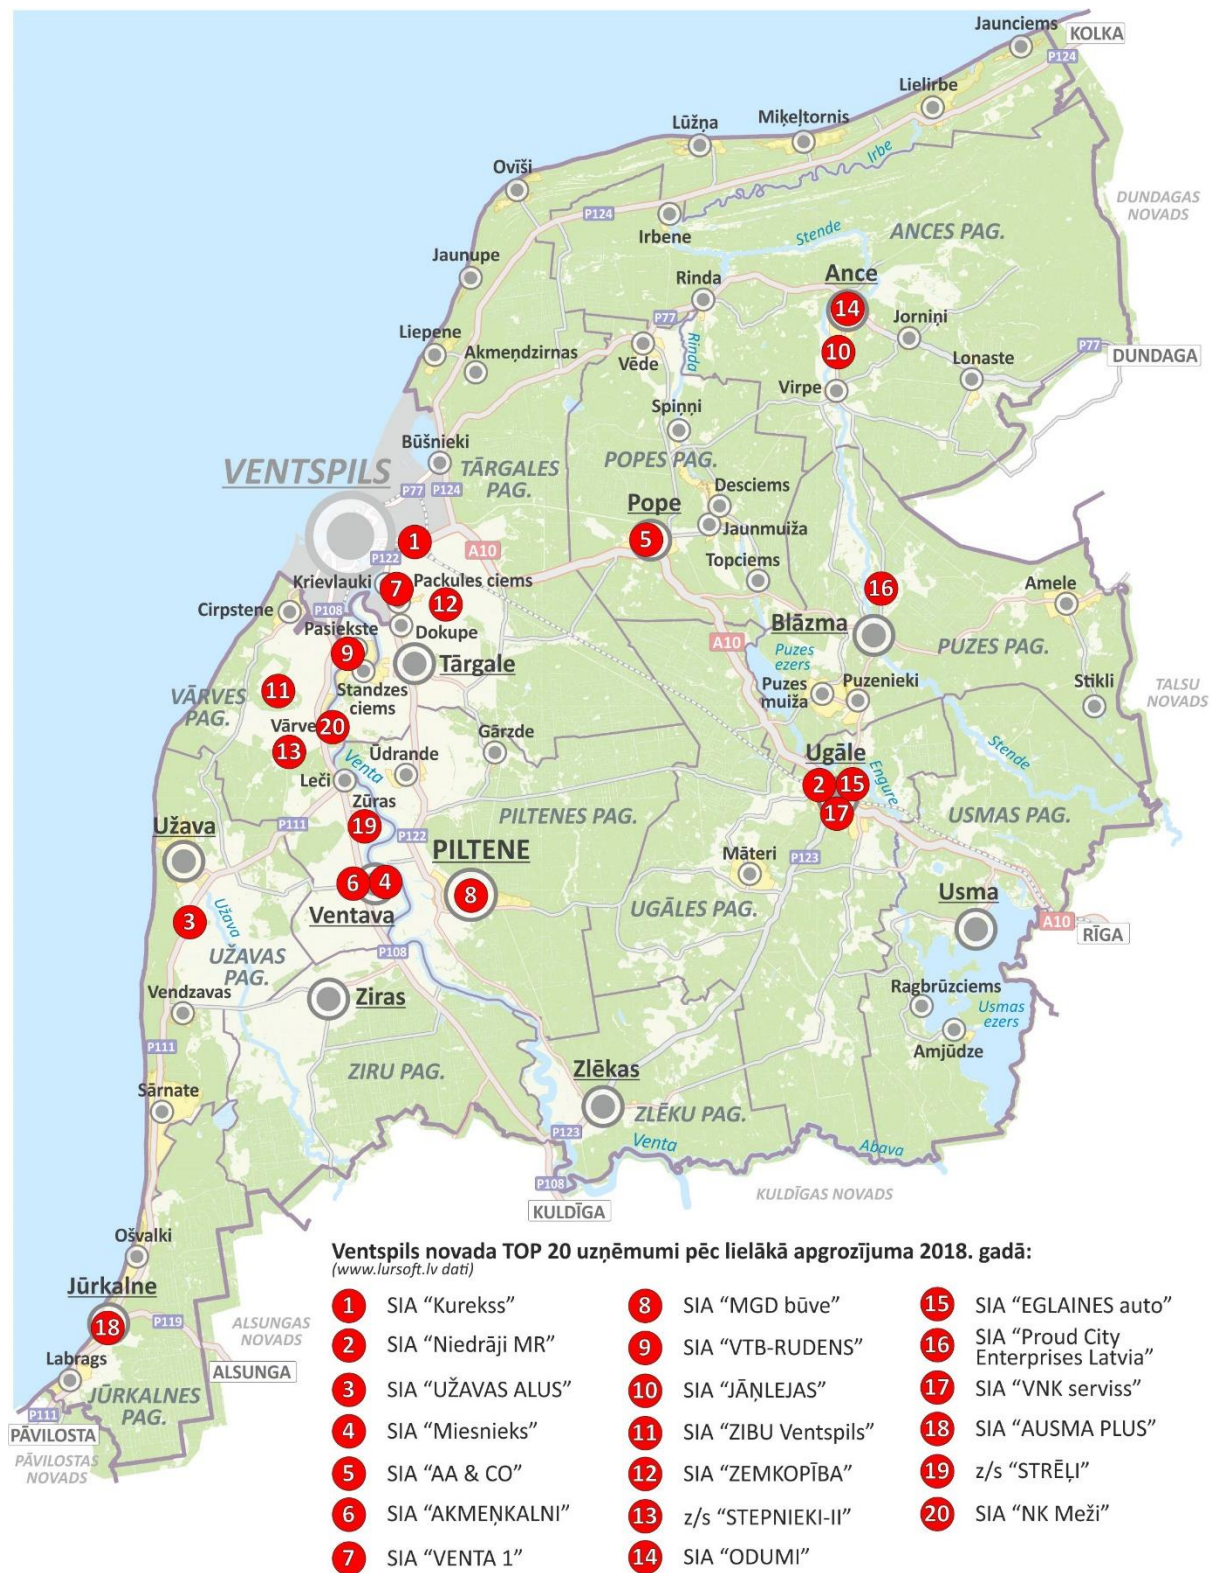 Jaunciems
KOLKA
P124
Lielirbe
Miķeļtornis
Lūžņa
Irbe
Ovīši
DUNDAGAS
NOVADS
P124
Irbene
Stende
ANCES PAG.
Jaunupe
Rinda
Ance
14
P77
Jorniņi
Liepene
Akmeņdzirnas
Vēde
Rinda
10
P77
DUNDAGA
Lonaste
Virpe
Spiņņi
Būšnieki
VENTSPILS
TĀRGALES
PAG.
POPES PAG.
P77
P124
Desciems
Pope
Jaunmuiža
5
1
A10
P122
Topciems
Krievlauki
7
Packules ciems
12
16
Amele
Cirpstene
P108
Pasiekste
Dokupe
Blāzma
A10
PUZES PAG.
9
Tārgale
Puzes
ezers
VĀRVES
PAG.
11
Standzes
ciems
Puzes
muiža
Puzenieki
Stikli
TALSU
NOVADS
Vārve
20
13
Gārzde
Ugāle
Stende
Venta
Ūdrande
Leči
2
15
Engure
17
Zūras
19
PILTENES PAG.
USMAS PAG.
Užava
P111
P122
PILTENE
Māteri
P123
6
4
8
Ventava
UGĀLES PAG.
Usma
3
Užava
A10
RĪGA
UŽAVAS
PAG.
P108
Vendzavas
Ziras
Ragbrūzciems
Usmas
ezers
P111
Amjūdze
ZIRU PAG.
Zlēkas
Sārnate
ZLĒKU PAG.
P123
Venta
Abava
P108
KULDĪGAS NOVADS
KULDĪGA
Ošvalki
Jūrkalne
18
P119
ALSUNGAS
NOVADS
Labrags
ALSUNGA
JŪRKALNES
PAG.
P111
PĀVILOSTA
PĀVILOSTAS
NOVADS
Ventspils novada TOP 20 uzņēmumi pēc lielākā apgrozījuma 2018. gadā:
(www.lursoft.lv dati)
1 SIA “Kurekss”
2 SIA “Niedrāji MR”
3 SIA “UŽAVAS ALUS”
4 SIA “Miesnieks”
5 SIA “AA & CO”
6 SIA “AKMEŅKALNI”
7 SIA “VENTA 1”
8 SIA “MGD būve”
9 SIA “VTB-RUDENS”
10 SIA “JĀŅLEJAS”
11 SIA “ZIBU Ventspils”
12 SIA “ZEMKOPĪBA”
13 z/s “STEPNIEKI-II”
14 SIA “ODUMI”
15 SIA “EGLAINES auto”
16 SIA “Proud City
Enterprises Latvia”
17 SIA “VNK serviss”
18 SIA “AUSMA PLUS”
19 z/s “STRĒĻI”
20 SIA “NK Meži”